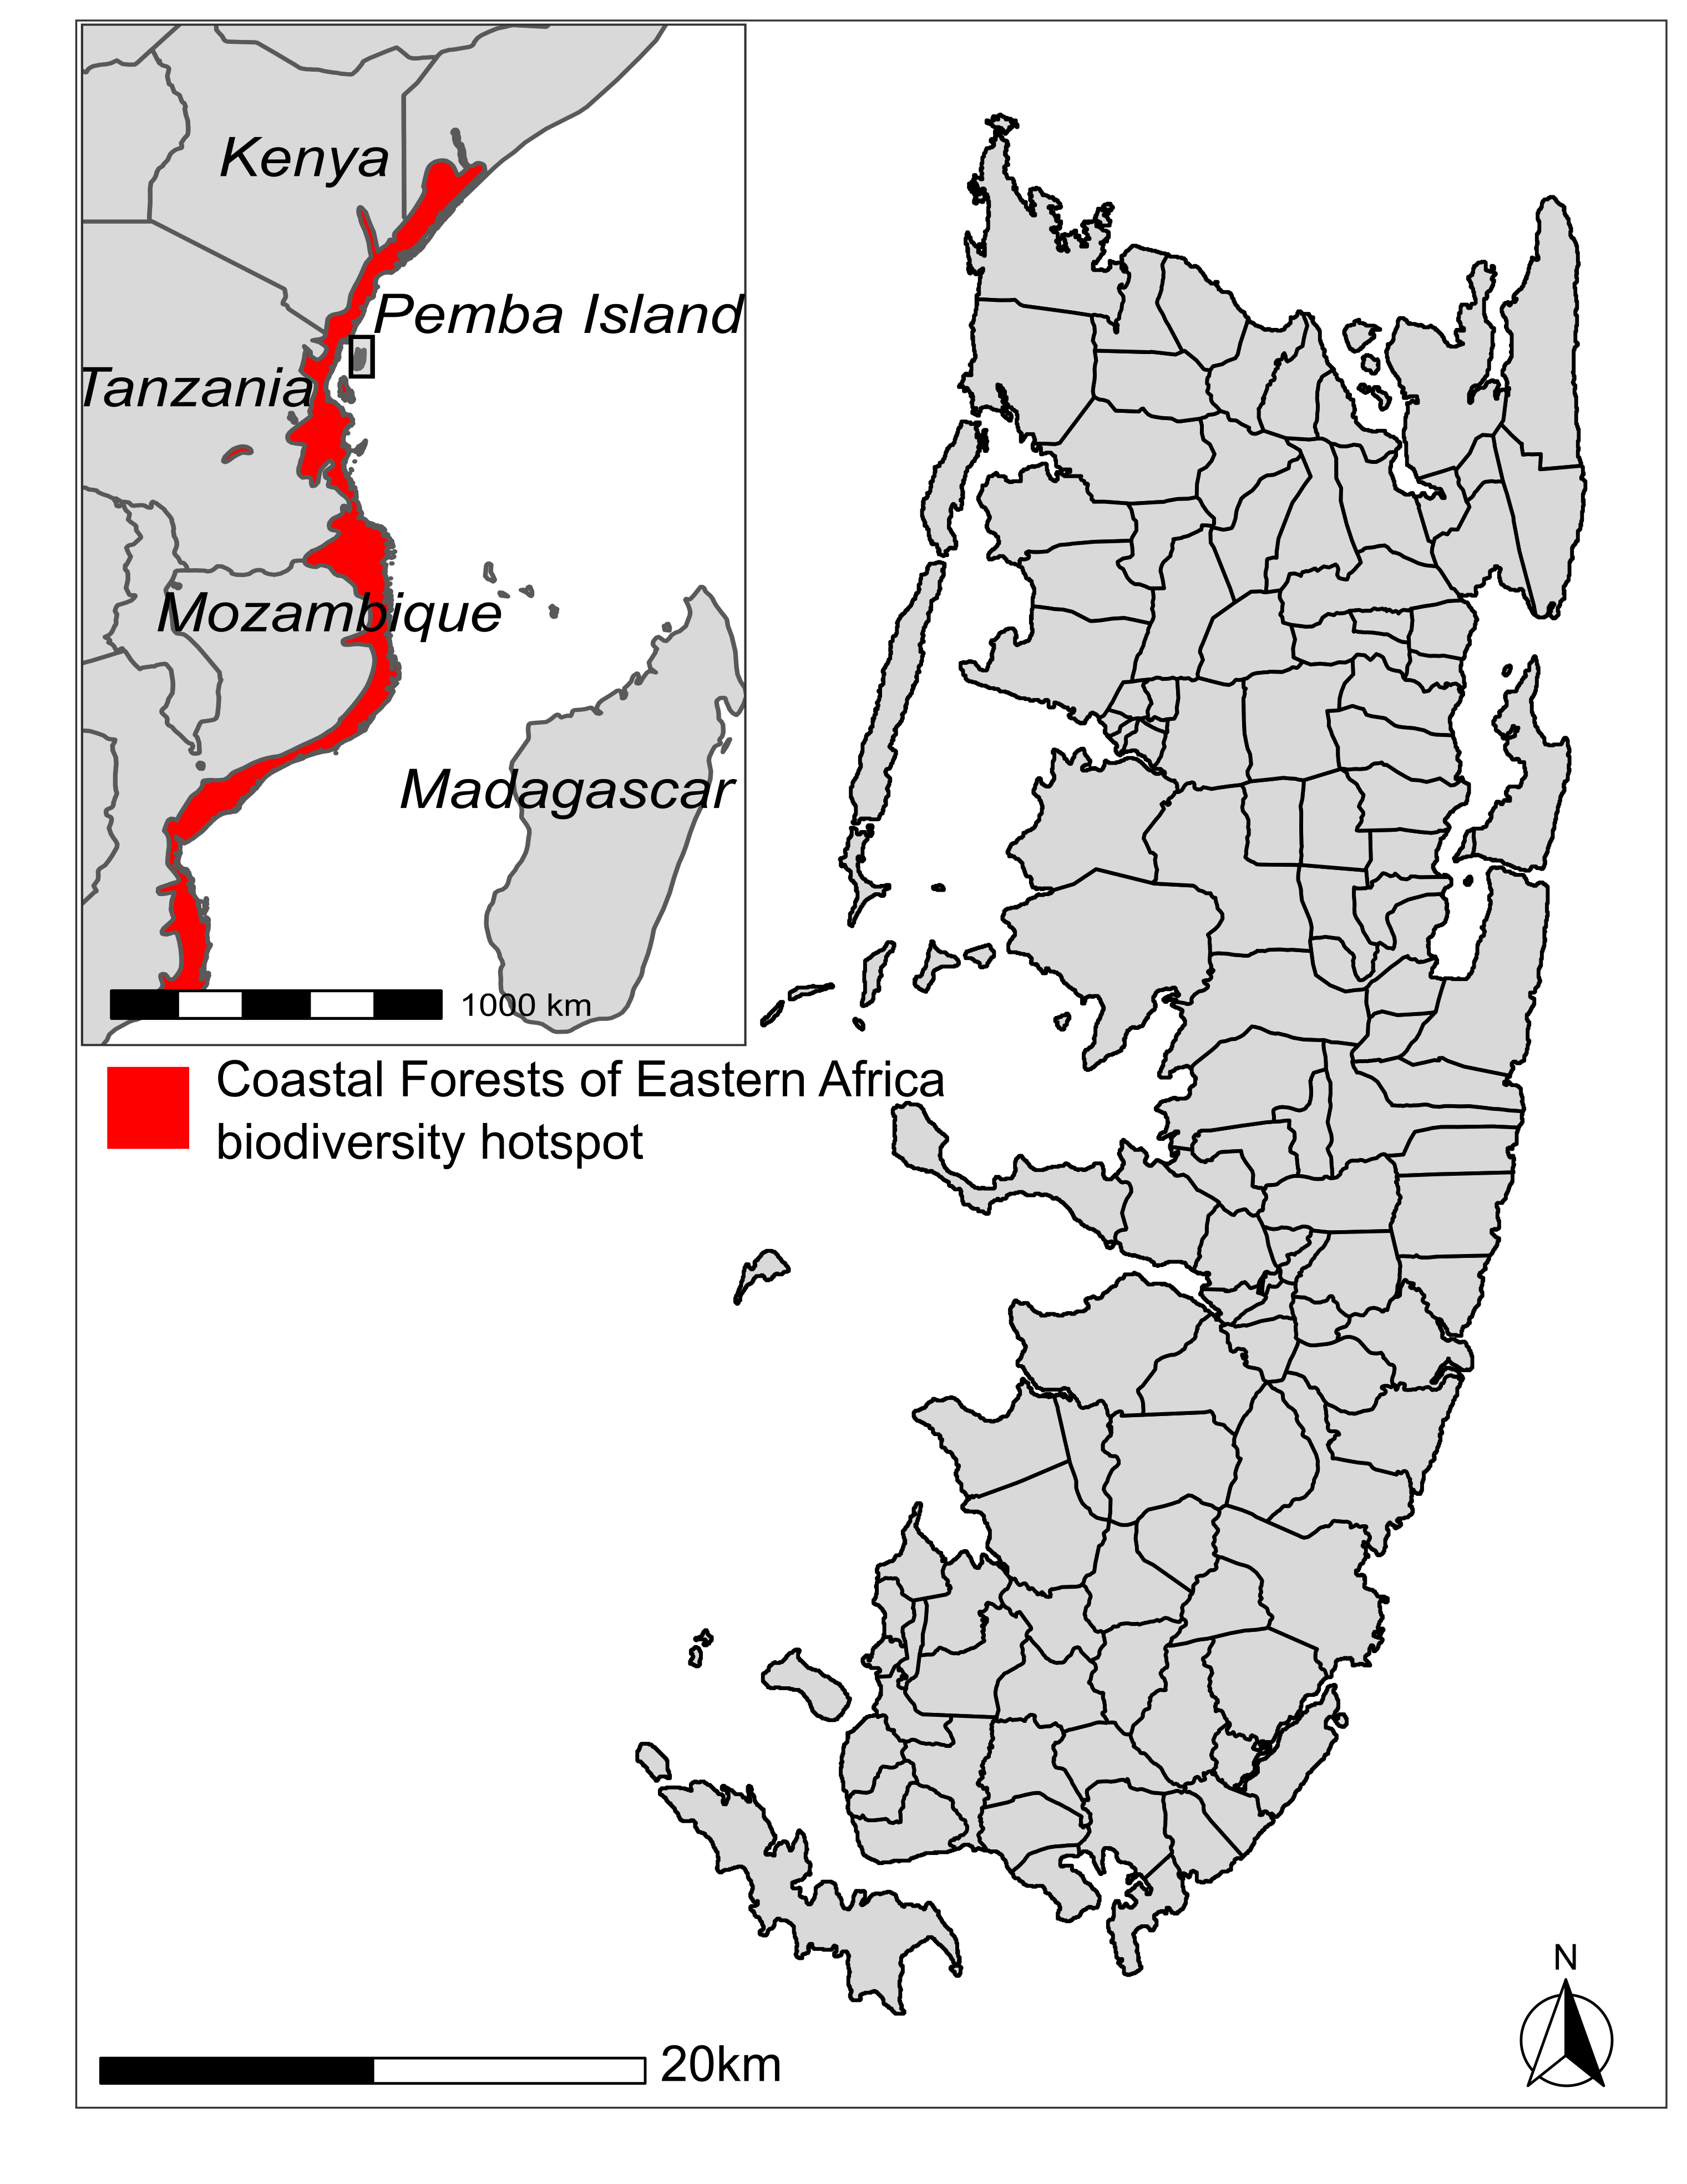 Kenya
Pemba Island
Tanzania
Mozambique
Madagascar
1000 km
Coastal Forests of Eastern Africa
biodiversity hotspot
N
20km